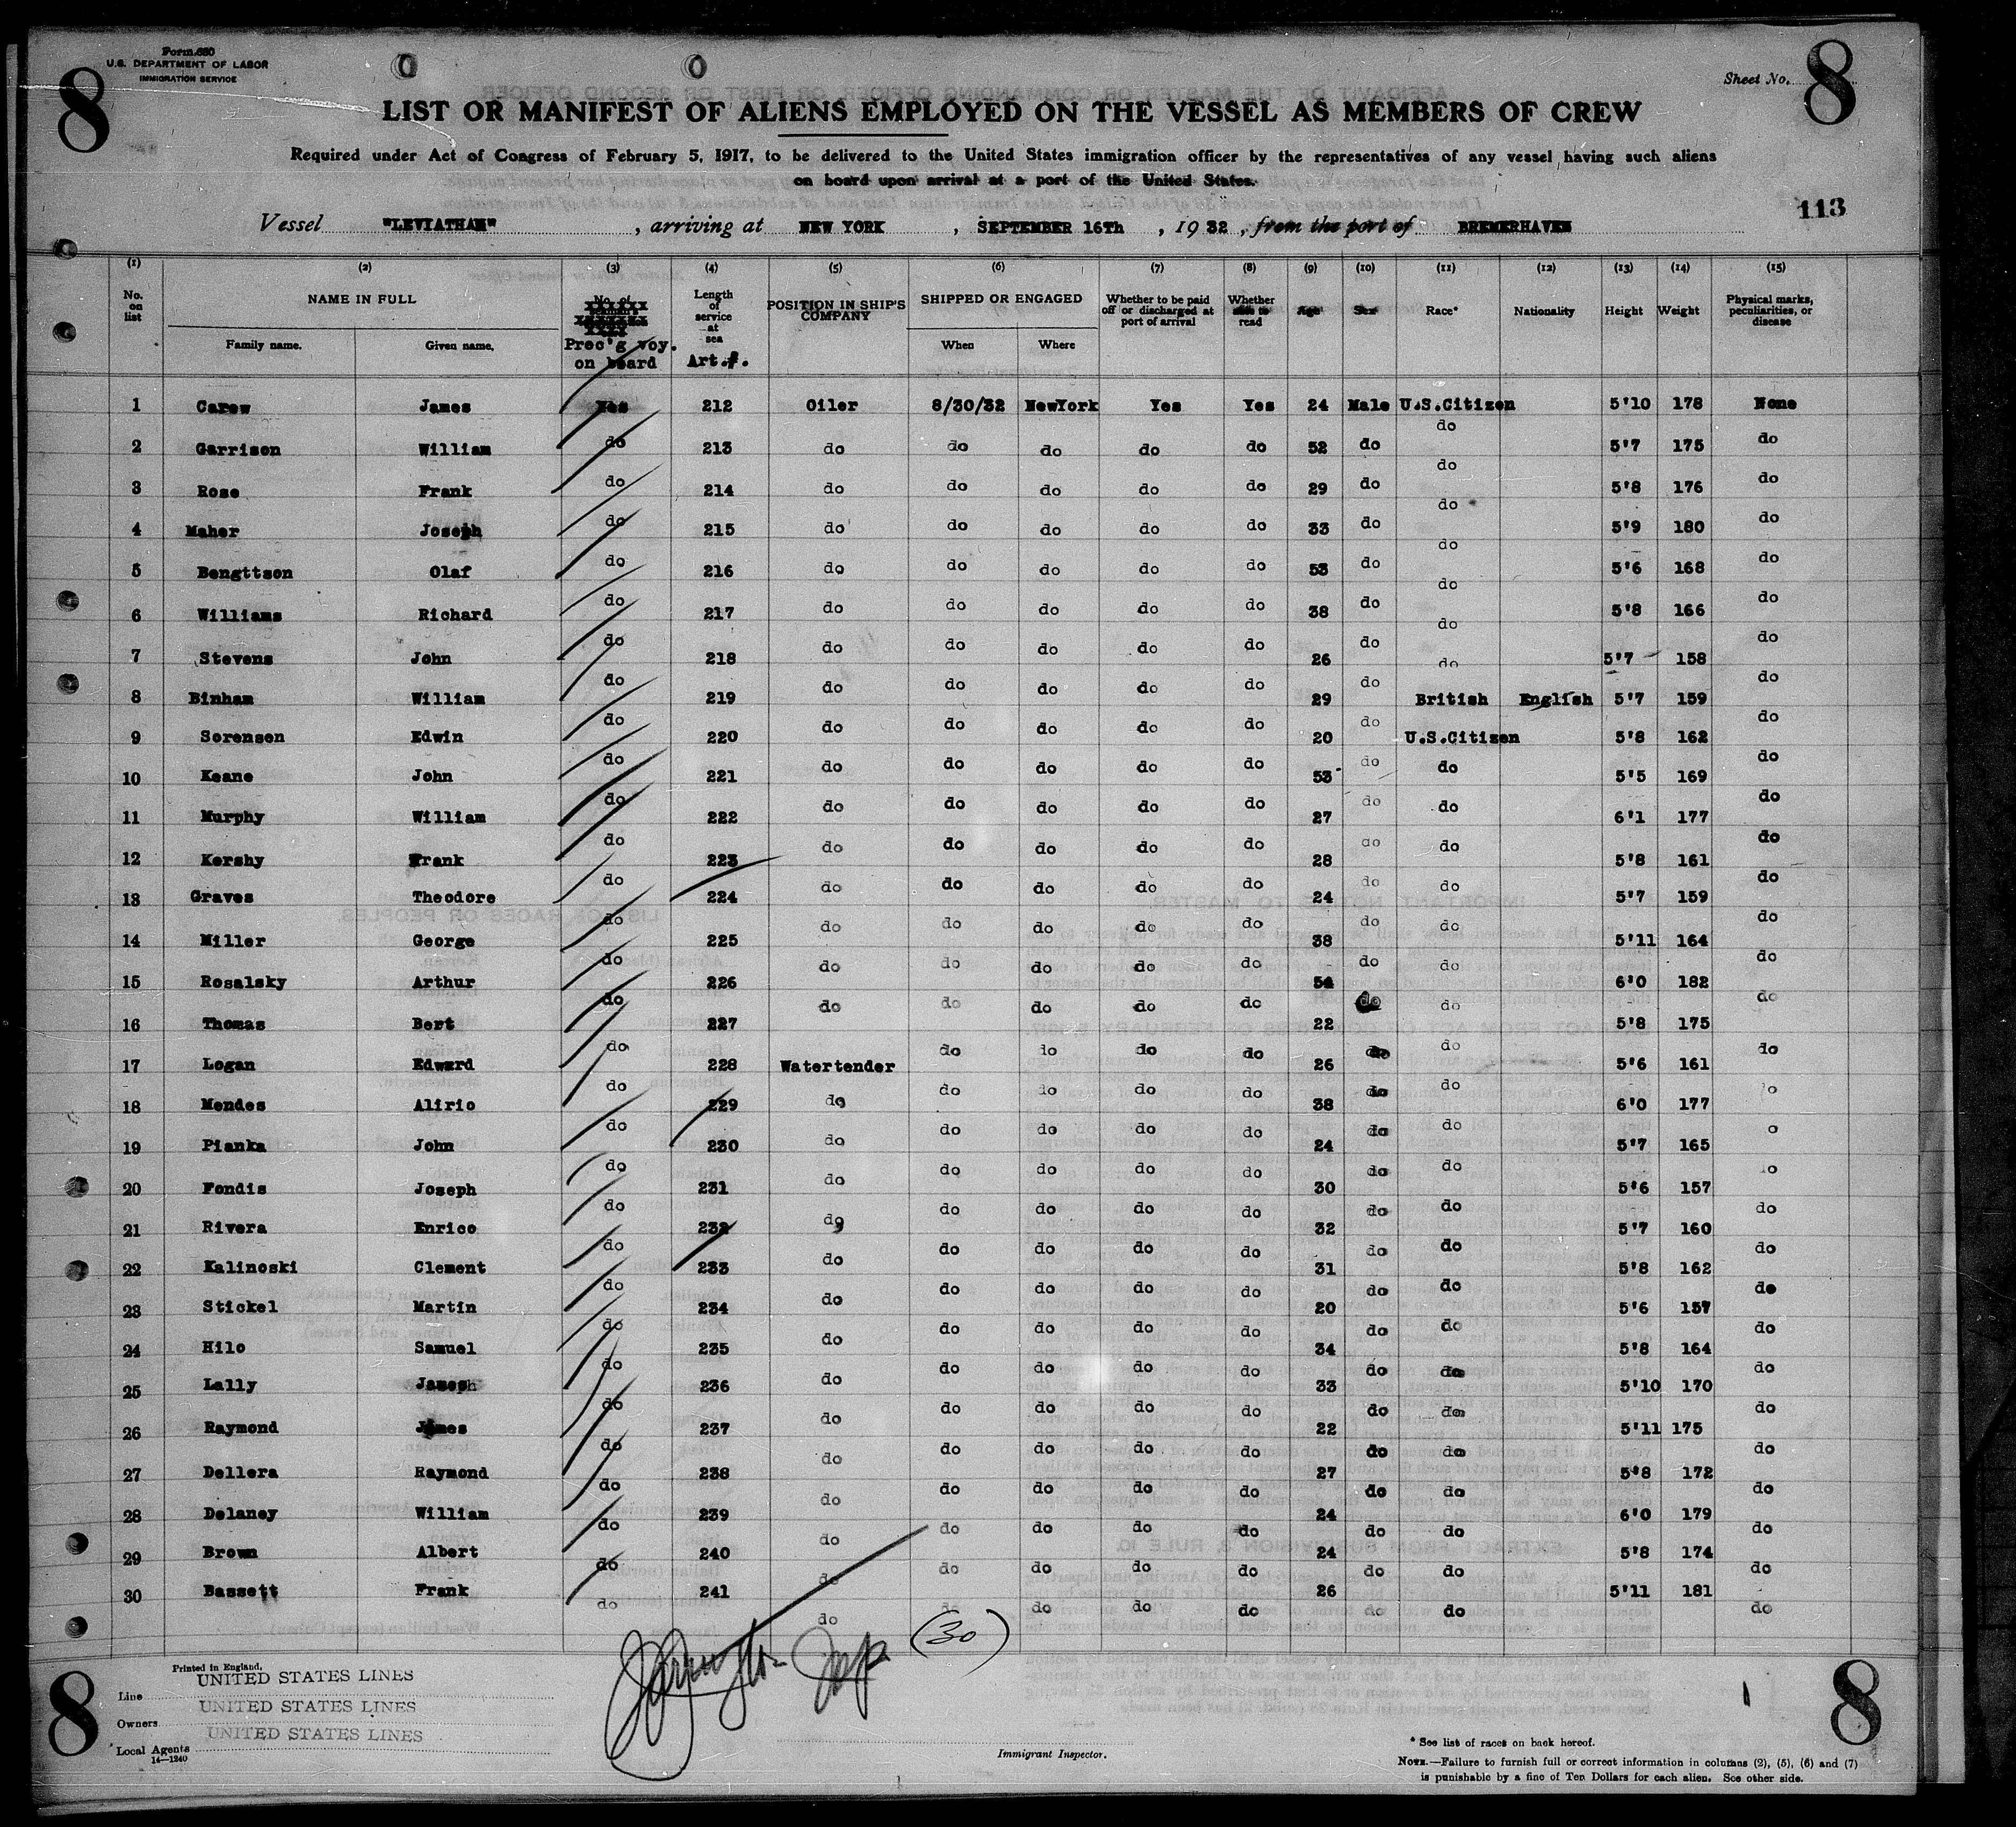 Form 680
U.S. DEPARTMENT OF LABOR
IMMIGRATION SERVICE
8
Sheet No. 8
LIST OR MANIFEST OF ALIENS EMPLOYED ON THE VESSEL AS MEMBERS OF CREW
Required under Act of Congress of February 5, 1917, to be delivered to the United States immigration officer by the representatives of any vessel having such aliens
on board upon arrival at a port of the United States.
113
Vessel "LEVIATHAN", arriving at NEW YORK, SEPTEMBER 16Th, 1932, from the port of BREMERHAVEN
(1) (2) (3) (4) (5) (6) (7) (8) (9) (10) (11) (12) (13) (14) (15)
No. on list NAME IN FULL Family name. Given name. Prec'g voy. on board Length of service at sea Art.#. POSITION IN SHIP'S COMPANY SHIPPED OR ENGAGED When Where Whether to be paid off or discharged at port of arrival Whether able to read Age Sex Race* Nationality Height Weight Physical marks, peculiarities, or disease
1 Carew James Yes 212 Oiler 8/30/32 NewYork Yes Yes 24 Male U.S.Citizen 5'10 178 None
2 Garrison William do 213 do do do do do 52 do do 5'7 175 do
3 Rose Frank do 214 do do do do do 29 do do 5'8 176 do
4 Maher Joseph do 215 do do do do do 33 do do 5'9 180 do
5 Bengttson Olaf do 216 do do do do do 53 do do 5'6 168 do
6 Williams Richard do 217 do do do do do 38 do do 5'8 166 do
7 Stevens John do 218 do do do do do 26 do do 5'7 158 do
8 Binham William do 219 do do do do do 29 do British English 5'7 159 do
9 Sorensen Edwin do 220 do do do do do 20 do U.S.Citizen 5'8 162 do
10 Keane John do 221 do do do do do 53 do do 5'5 169 do
11 Murphy William do 222 do do do do do 27 do do 6'1 177 do
12 Kershy Frank do 223 do do do do do 28 do do 5'8 161 do
13 Graves Theodore do 224 do do do do do 24 do do 5'7 159 do
14 Miller George do 225 do do do do do 38 do do 5'11 164 do
15 Rosalsky Arthur do 226 do do do do do 54 do do 6'0 182 do
16 Thomas Bert do 227 do do do do do 22 do do 5'8 175 do
17 Logan Edward do 228 Watertender do do do do 26 do do 5'6 161 do
18 Mendes Alirio do 229 do do do do do 38 do do 6'0 177 o
19 Pianka John do 230 do do do do do 24 do do 5'7 165 o
20 Fondis Joseph do 231 do do do do do 30 do do 5'6 157 do
21 Rivera Enrico do 232 do do do do do 32 do do 5'7 160 do
22 Kalinoski Clement do 233 do do do do do 31 do do 5'8 162 do
23 Stickel Martin do 234 do do do do do 20 do do 5'6 157 do
24 Hilo Samuel do 235 do do do do do 34 do do 5'8 164 do
25 Lally do 236 do do do do do 33 do do 5'10 170 do
26 Raymond James do 237 do do do do do 22 do do 5'11 175 do
27 Dellera Raymond do 238 do do do do do 27 do do 5'8 172 do
28 Delaney William do 239 do do do do do 24 do do 6'0 179 do
29 Brown Albert do 240 do do do do do 24 do do 5'8 174 do
30 Bassett Frank do 241 do do do do do 26 do do 5'11 181 do
do do do do do do do do do
(30)
Printed in England.
8
Line UNITED STATES LINES
Owners UNITED STATES LINES
Local Agents UNITED STATES LINES
14—1240
Immigrant Inspector.
8
* See list of races on back hereof.
NOTE.—Failure to furnish full or correct information in columns (2), (5), (6) and (7)
is punishable by a fine of Ten Dollars for each alien. See other side.